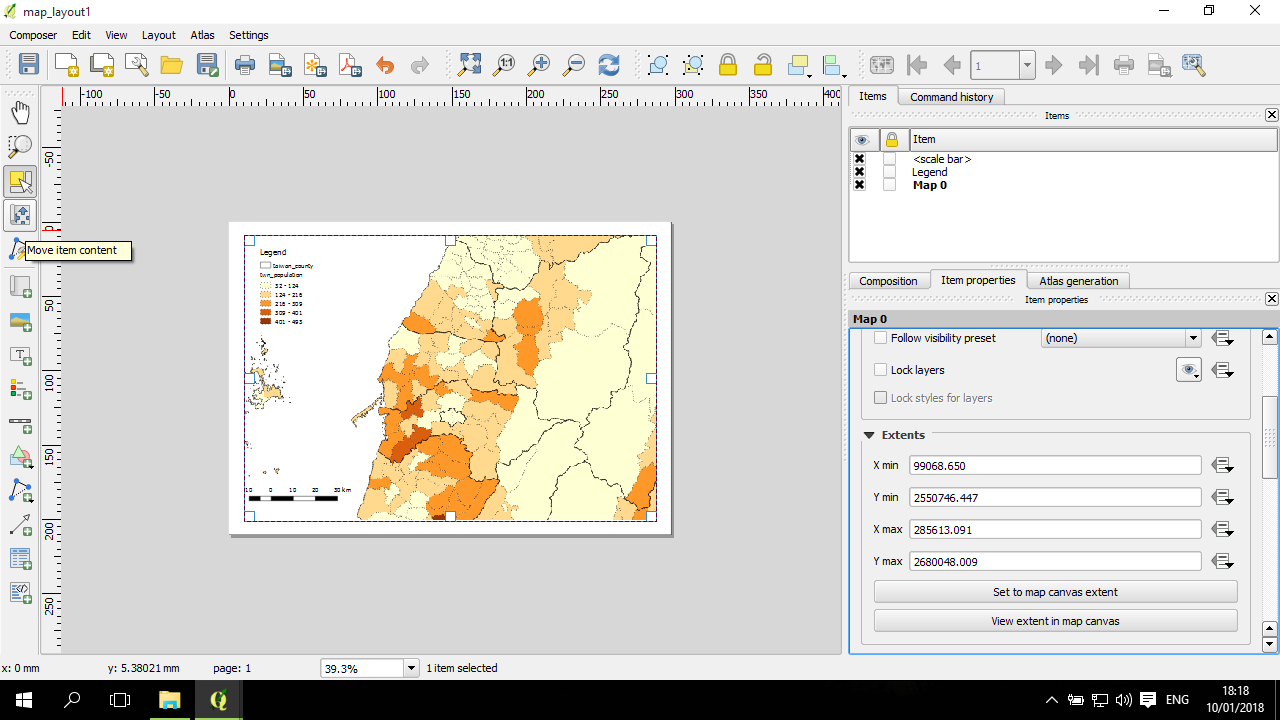 map_layout1
Composer Edit View Layout Atlas Settings
1:1
1
Items Command history
-100 -50 0 50 100 150 200 250 300 350 400
Items
Item
<scale bar>
Legend
Map 0
-50
0
50
100
150
200
250
Move item content
Legend
taiwan_county
twn_population
32 - 124
124 - 216
216 - 309
309 - 401
401 - 493
10 0 10 20 30 km
Composition Item properties Atlas generation
Item properties
Map 0
Follow visibility preset (none)
Lock layers
Lock styles for layers
Extents
X min 99068.650
Y min 2550746.447
X max 285613.091
Y max 2680048.009
Set to map canvas extent
View extent in map canvas
x: 0 mm y: 5.38021 mm page: 1 39.3% 1 item selected
ENG
18:18
10/01/2018